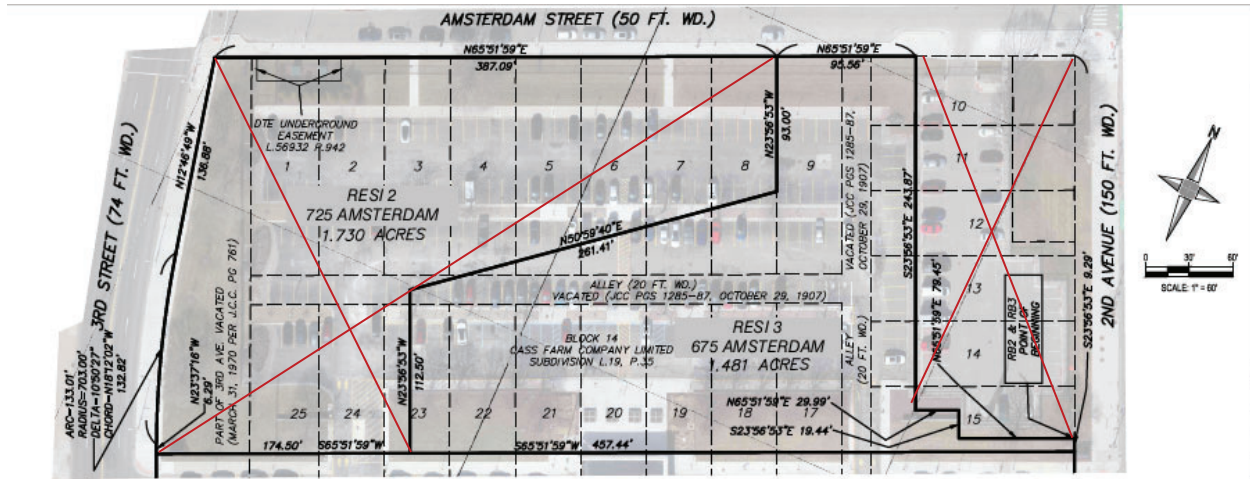 AMSTERDAM STREET (50 FT. WD.)
N65°51'59"E
387.09'
N65°51'59"E
95.56'
DTE UNDERGROUND
EASEMENT
L.56932 P.942
N12°46'49"W
136.88'
3RD STREET (74 FT. WD.)
N23°56'53"W
93.00'
1
2
3
4
5
6
7
8
9
10
11
12
13
14
15
RESI 2
725 AMSTERDAM
1.730 ACRES
N50°59'40"E
261.41'
VACATED (JCC PGS 1285-87,
OCTOBER 29, 1907)
S23°56'53"E 243.87'
2ND AVENUE (150 FT. WD.)
N
0 30' 60'
SCALE: 1" = 60'
ALLEY (20 FT. WD.)
VACATED (JCC PGS 1285-87, OCTOBER 29, 1907)
BLOCK 14
CASS FARM COMPANY LIMITED
SUBDIVISION L.19, P.35
RESI 3
675 AMSTERDAM
1.481 ACRES
ALLEY
(20 FT. WD.)
N65°51'59"E 79.45'
RB2 & RB3
POINT OF
BEGINNING
S23°56'53"E 9.29'
N65°51'59"E 29.99'
S23°56'53"E 19.44'
PART OF 3RD AVE. VACATED
(MARCH 31, 1970 PER J.C.C. PG 761)
N23°37'16"W
6.29'
ARC=133.01'
RADIUS=703.00'
DELTA=10°50'27"
CHORD=N18°12'02"W
132.82'
N23°56'53"W
112.50'
25
24
23
22
21
20
19
18
17
174.50' S65°51'59"W
S65°51'59"W 457.44'